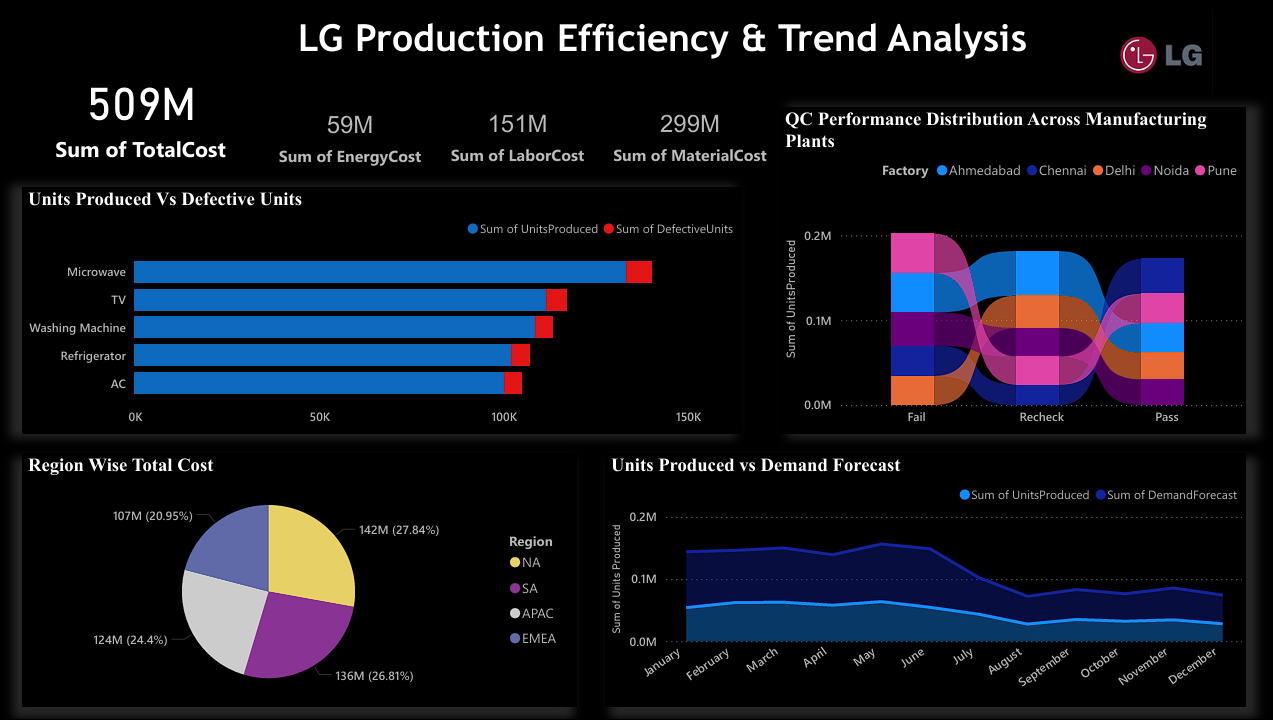 LG Production Efficiency & Trend Analysis
LG
509M
Sum of TotalCost
59M
Sum of EnergyCost
151M
Sum of LaborCost
299M
Sum of MaterialCost
QC Performance Distribution Across Manufacturing
Plants
Factory Ahmedabad Chennai Delhi Noida Pune
Sum of UnitsProduced
0.2M
0.1M
0.0M
Fail Recheck Pass
Units Produced Vs Defective Units
Sum of UnitsProduced Sum of DefectiveUnits
Microwave
TV
Washing Machine
Refrigerator
AC
0K 50K 100K 150K
Region Wise Total Cost
107M (20.95%)
142M (27.84%)
124M (24.4%)
136M (26.81%)
Region
NA
SA
APAC
EMEA
Units Produced vs Demand Forecast
Sum of UnitsProduced Sum of DemandForecast
Sum of Units Produced
0.2M
0.1M
0.0M
January February March April May June July August September October November December